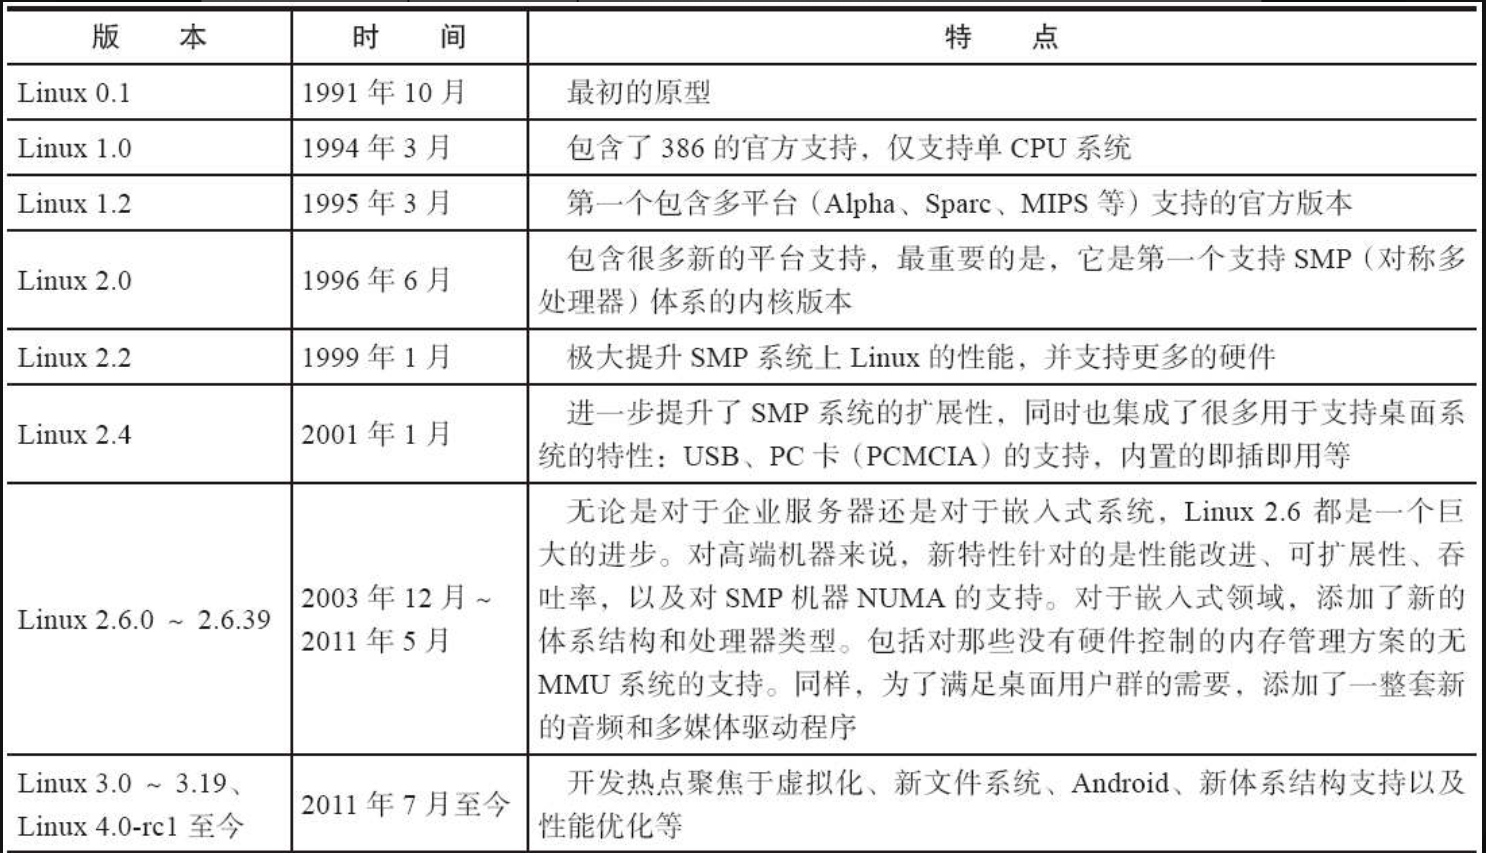 版 本 时 间 特 点
Linux 0.1 1991 年 10 月 最初的原型
Linux 1.0 1994 年 3 月 包含了 386 的官方支持，仅支持单 CPU 系统
Linux 1.2 1995 年 3 月 第一个包含多平台（Alpha、Sparc、MIPS 等）支持的官方版本
Linux 2.0 1996 年 6 月 包含很多新的平台支持，最重要的是，它是第一个支持 SMP（对称多
处理器）体系的内核版本
Linux 2.2 1999 年 1 月 极大提升 SMP 系统上 Linux 的性能，并支持更多的硬件
Linux 2.4 2001 年 1 月 进一步提升了 SMP 系统的扩展性，同时也集成了很多用于支持桌面系
统的特性：USB、PC 卡（PCMCIA）的支持，内置的即插即用等
Linux 2.6.0 ~ 2.6.39
2003 年 12 月 ~
2011 年 5 月
无论是对于企业服务器还是对于嵌入式系统，Linux 2.6 都是一个巨
大的进步。对高端机器来说，新特性针对的是性能改进、可扩展性、吞
吐率，以及对 SMP 机器 NUMA 的支持。对于嵌入式领域，添加了新的
体系结构和处理器类型。包括对那些没有硬件控制的内存管理方案的无
MMU 系统的支持。同样，为了满足桌面用户群的需要，添加了一整套新
的音频和多媒体驱动程序
Linux 3.0 ~ 3.19、
Linux 4.0-rc1 至今
2011 年 7 月至今
开发热点聚焦于虚拟化、新文件系统、Android、新体系结构支持以及
性能优化等